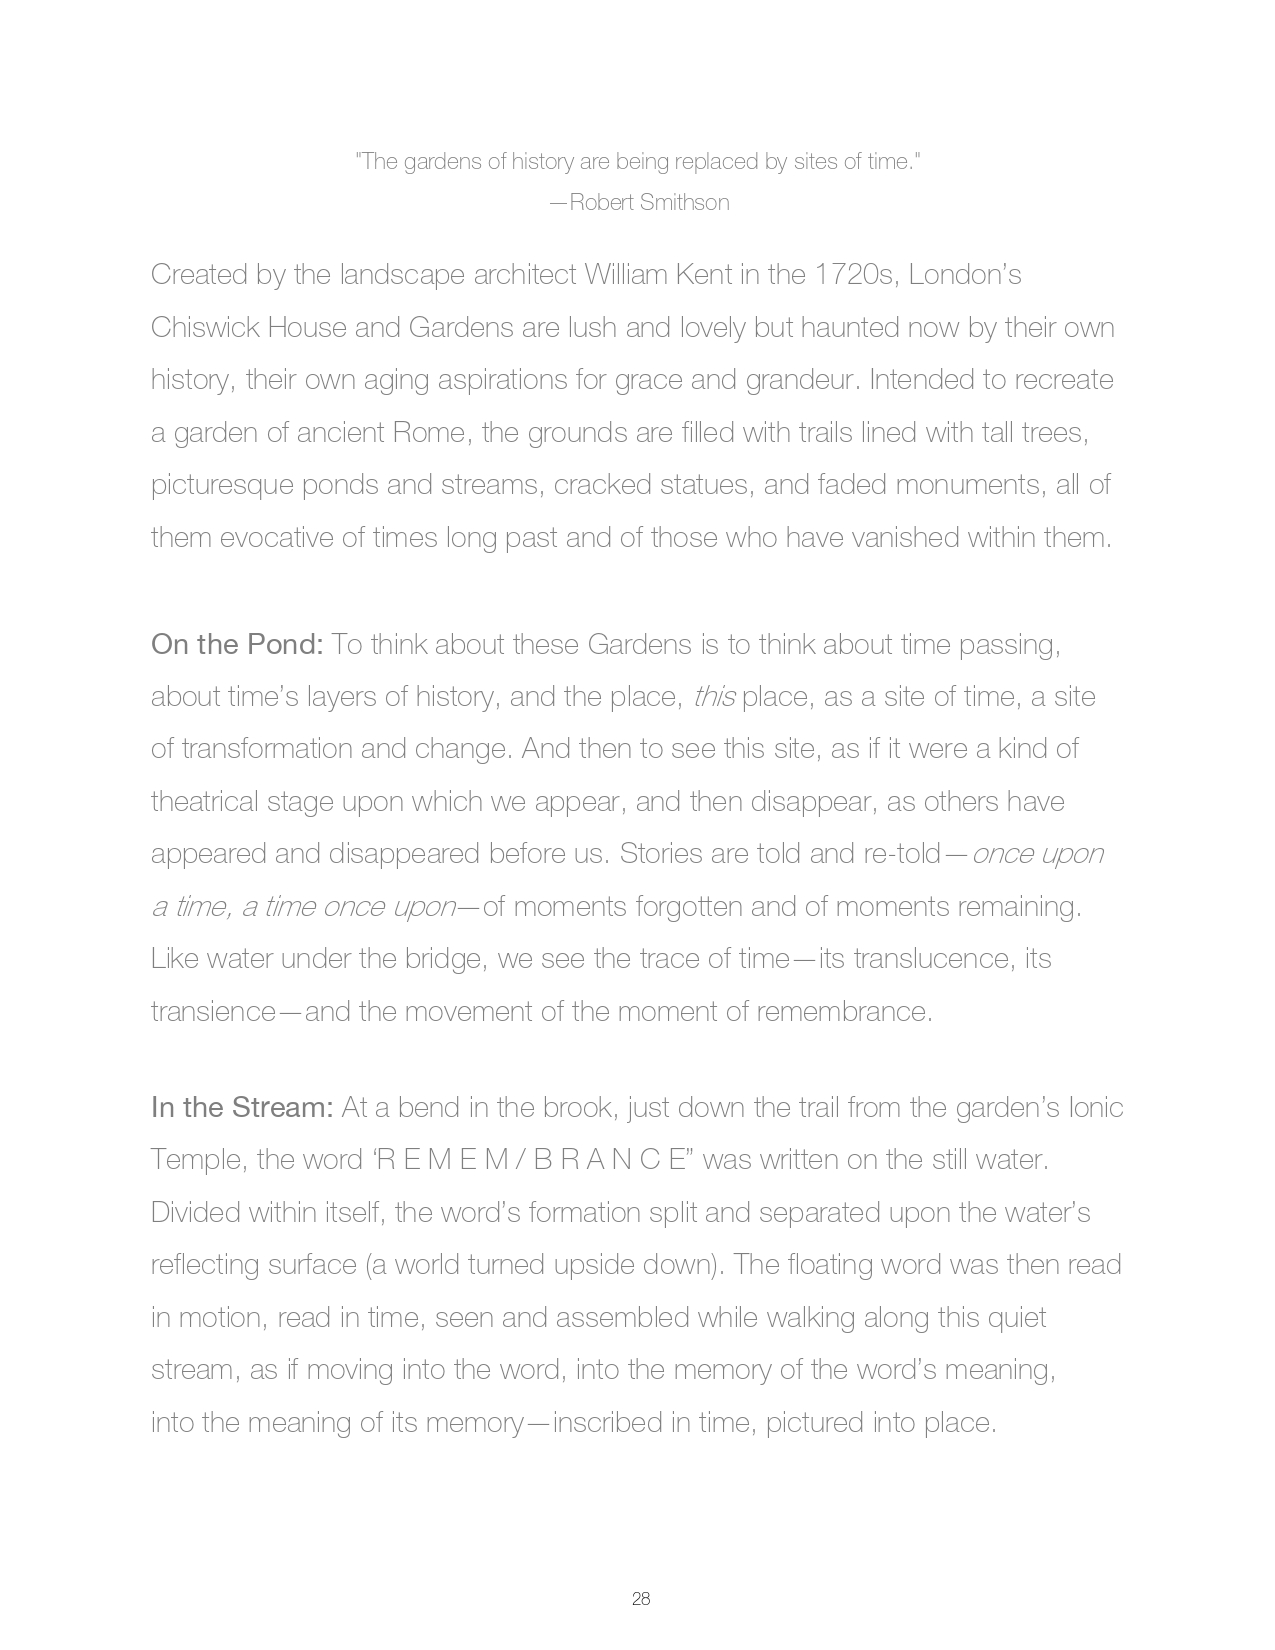 "The gardens of history are being replaced by sites of time."
—Robert Smithson
Created by the landscape architect William Kent in the 1720s, London’s
Chiswick House and Gardens are lush and lovely but haunted now by their own
history, their own aging aspirations for grace and grandeur. Intended to recreate
a garden of ancient Rome, the grounds are filled with trails lined with tall trees,
picturesque ponds and streams, cracked statues, and faded monuments, all of
them evocative of times long past and of those who have vanished within them.
On the Pond: To think about these Gardens is to think about time passing,
about time’s layers of history, and the place, this place, as a site of time, a site
of transformation and change. And then to see this site, as if it were a kind of
theatrical stage upon which we appear, and then disappear, as others have
appeared and disappeared before us. Stories are told and re-told—once upon
a time, a time once upon—of moments forgotten and of moments remaining.
Like water under the bridge, we see the trace of time—its translucence, its
transience—and the movement of the moment of remembrance.
In the Stream: At a bend in the brook, just down the trail from the garden’s Ionic
Temple, the word ‘R E M E M / B R A N C E” was written on the still water.
Divided within itself, the word’s formation split and separated upon the water’s
reflecting surface (a world turned upside down). The floating word was then read
in motion, read in time, seen and assembled while walking along this quiet
stream, as if moving into the word, into the memory of the word’s meaning,
into the meaning of its memory—inscribed in time, pictured into place.
28